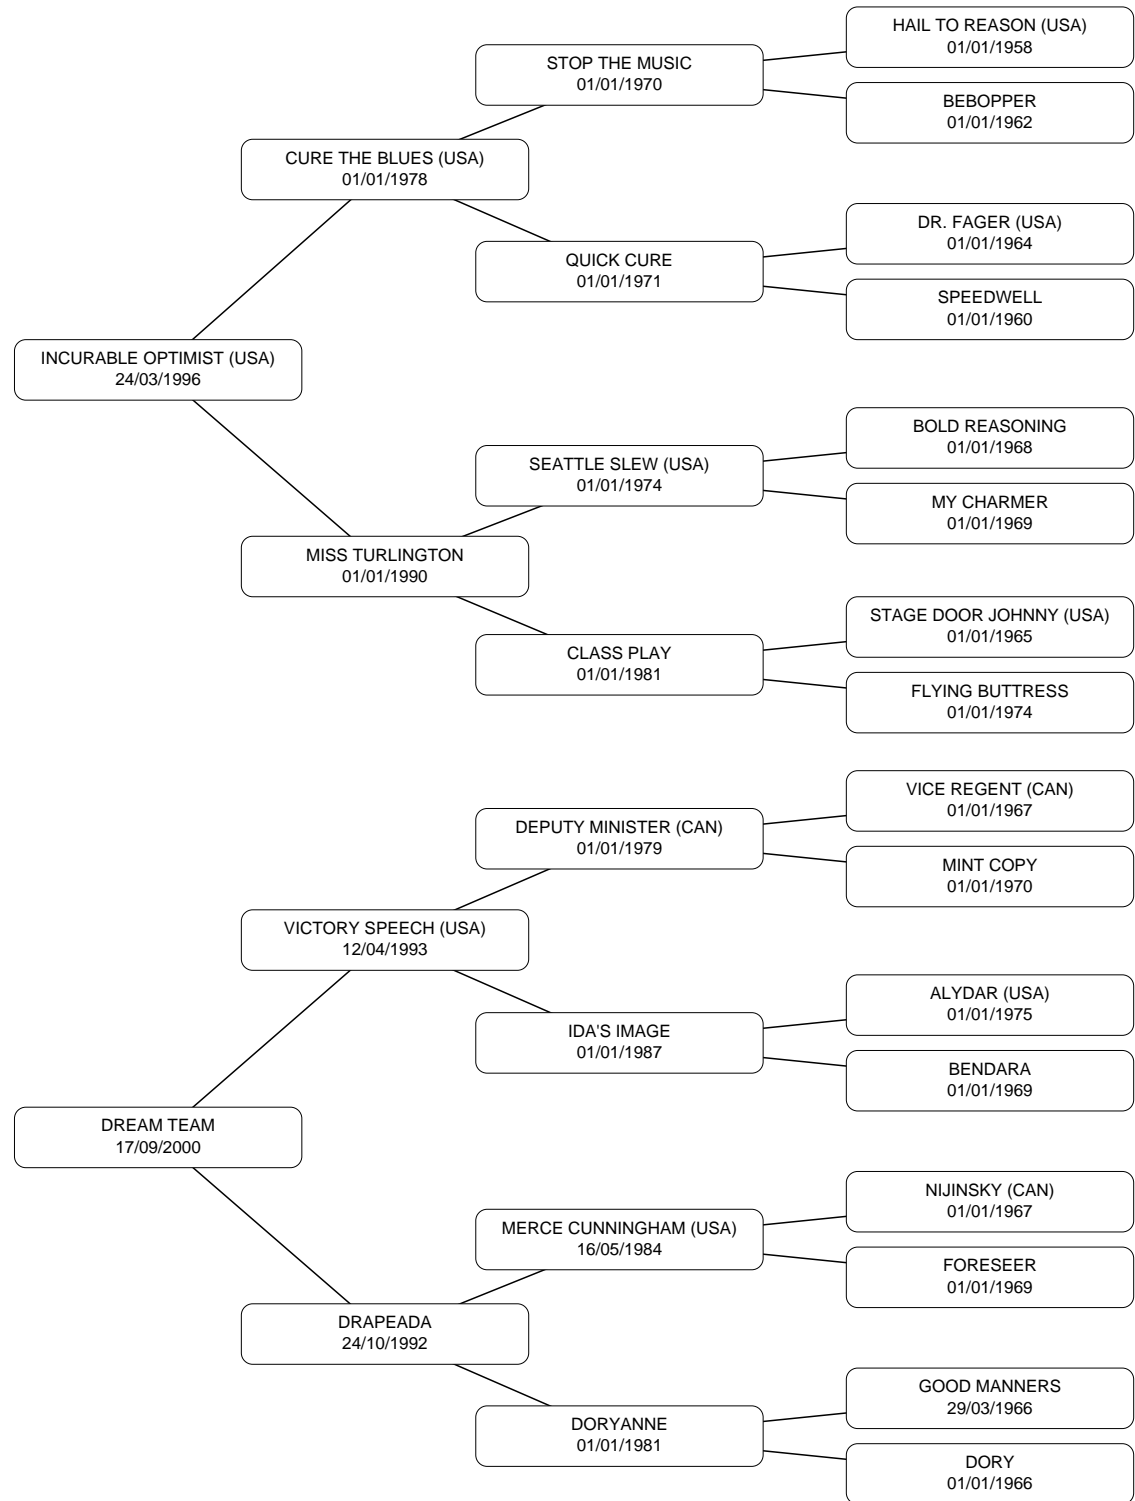 HAIL TO REASON (USA)
01/01/1958
STOP THE MUSIC
01/01/1970
BEBOPPER
01/01/1962
CURE THE BLUES (USA)
01/01/1978
DR. FAGER (USA)
01/01/1964
QUICK CURE
01/01/1971
SPEEDWELL
01/01/1960
INCURABLE OPTIMIST (USA)
24/03/1996
BOLD REASONING
01/01/1968
SEATTLE SLEW (USA)
01/01/1974
MY CHARMER
01/01/1969
MISS TURLINGTON
01/01/1990
STAGE DOOR JOHNNY (USA)
01/01/1965
CLASS PLAY
01/01/1981
FLYING BUTTRESS
01/01/1974
VICE REGENT (CAN)
01/01/1967
DEPUTY MINISTER (CAN)
01/01/1979
MINT COPY
01/01/1970
VICTORY SPEECH (USA)
12/04/1993
ALYDAR (USA)
01/01/1975
IDA'S IMAGE
01/01/1987
BENDARA
01/01/1969
DREAM TEAM
17/09/2000
NIJINSKY (CAN)
01/01/1967
MERCE CUNNINGHAM (USA)
16/05/1984
FORESEER
01/01/1969
DRAPEADA
24/10/1992
GOOD MANNERS
29/03/1966
DORYANNE
01/01/1981
DORY
01/01/1966